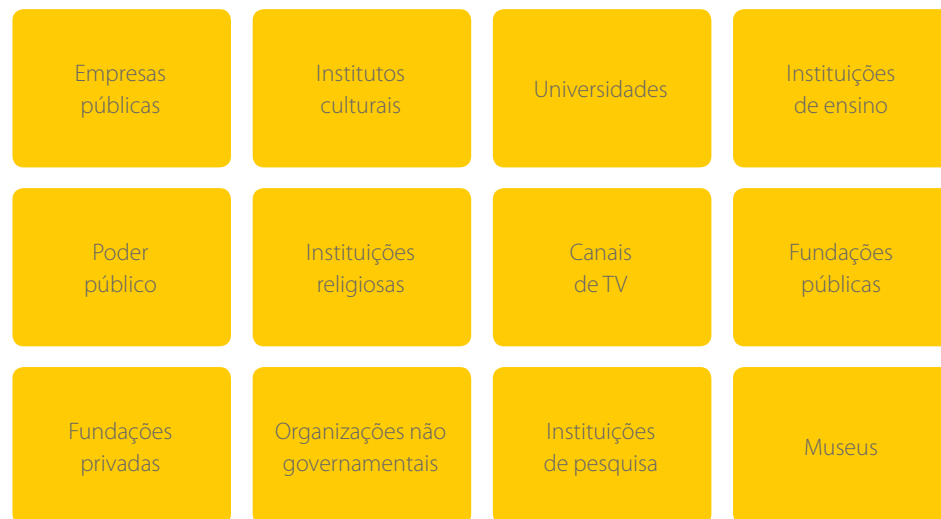 Empresas
públicas
Institutos
culturais
Universidades
Instituições
de ensino
Poder
público
Instituições
religiosas
Canais
de TV
Fundações
públicas
Fundações
privadas
Organizações não
governamentais
Instituições
de pesquisa
Museus